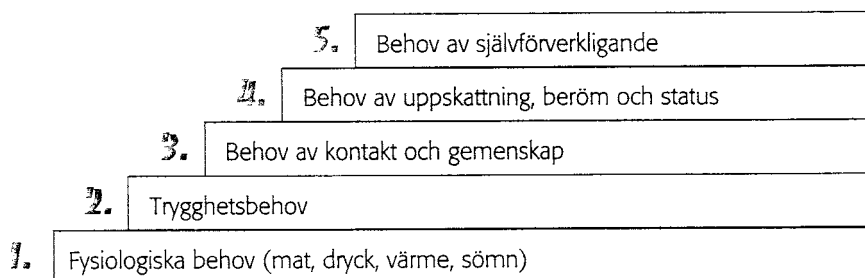 5. Behov av självförverkligande
4. Behov av uppskattning, beröm och status
3. Behov av kontakt och gemenskap
2. Trygghetsbehov
1. Fysiologiska behov (mat, dryck, värme, sömn)